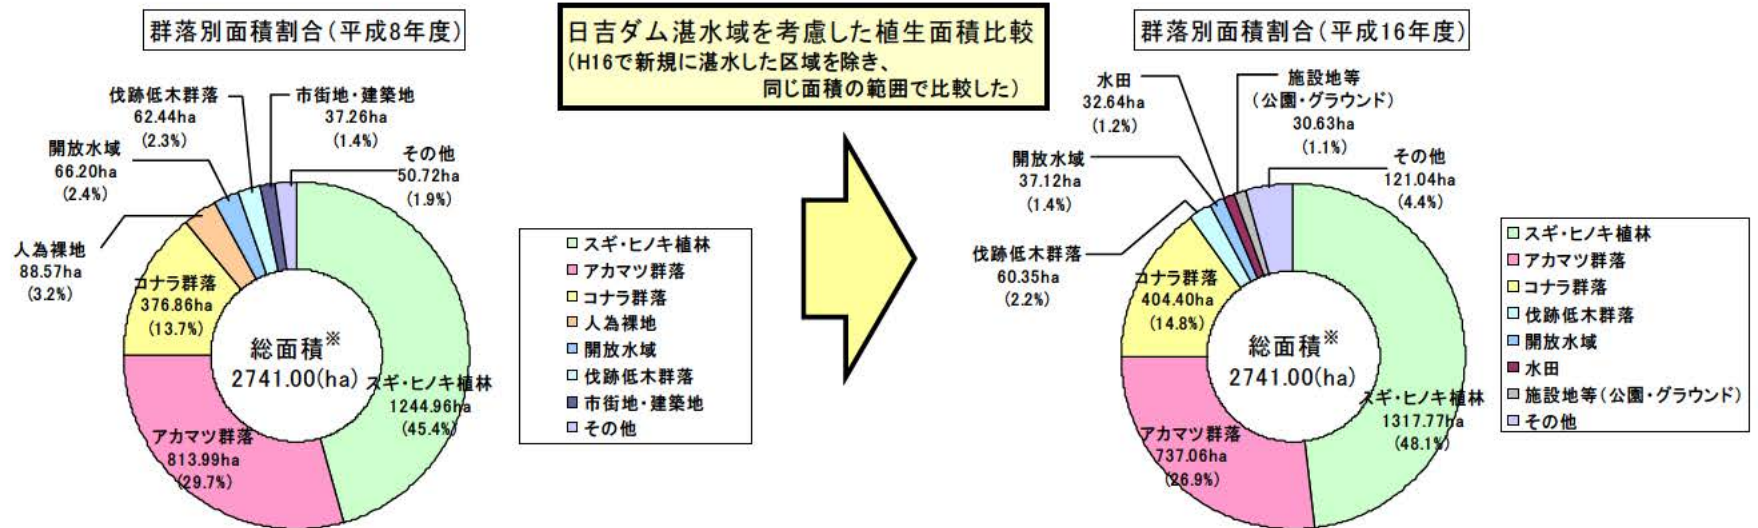 群落別面積割合(平成8年度)
伐跡低木群落
62.44ha
(2.3%)
市街地・建築地
37.26ha
(1.4%)
開放水域
66.20ha
(2.4%)
その他
50.72ha
(1.9%)
人為裸地
88.57ha
(3.2%)
コナラ群落
376.86ha
(13.7%)
総面積※
2741.00(ha)
スギ・ヒノキ植林
1244.96ha
(45.4%)
アカマツ群落
813.99ha
(29.7%)
スギ・ヒノキ植林
アカマツ群落
コナラ群落
人為裸地
開放水域
伐跡低木群落
市街地・建築地
その他
日吉ダム湛水域を考慮した植生面積比較
(H16で新規に湛水した区域を除き、
同じ面積の範囲で比較した)
群落別面積割合(平成16年度)
水田
32.64ha
(1.2%)
施設地等
(公園・グラウンド)
30.63ha
(1.1%)
開放水域
37.12ha
(1.4%)
その他
121.04ha
(4.4%)
伐跡低木群落
60.35ha
(2.2%)
コナラ群落
404.40ha
(14.8%)
総面積※
2741.00(ha)
スギ・ヒノキ植林
1317.77ha
(48.1%)
アカマツ群落
737.06ha
(26.9%)
スギ・ヒノキ植林
アカマツ群落
コナラ群落
伐跡低木群落
開放水域
水田
施設地等(公園・グラウンド)
その他